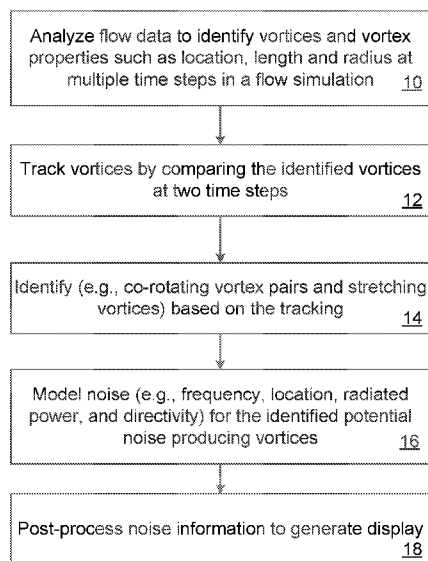 Analyze flow data to identify vortices and vortex
properties such as location, length and radius at
multiple time steps in a flow simulation
10
Track vortices by comparing the identified vortices
at two time steps
12
Identify (e.g., co-rotating vortex pairs and stretching
vortices) based on the tracking
14
Model noise (e.g., frequency, location, radiated
power, and directivity) for the identified potential
noise producing vortices
16
Post-process noise information to generate display
18